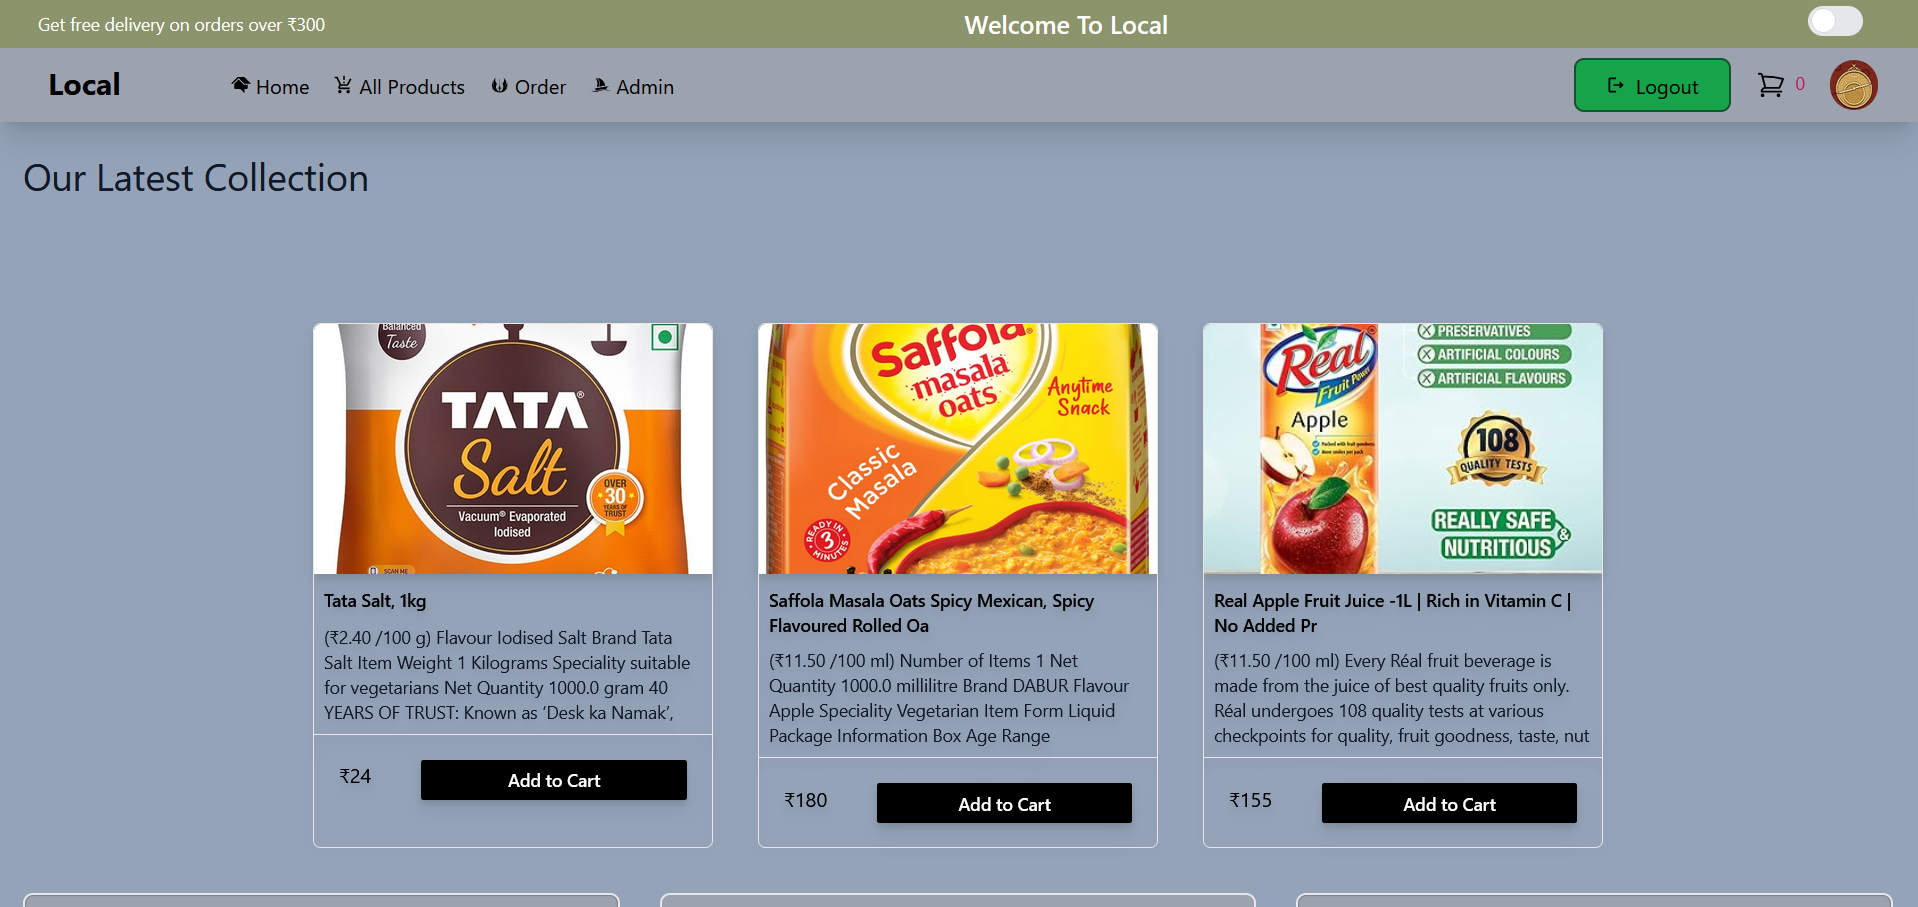 Get free delivery on orders over ₹300
Welcome To Local
Local
Home
All Products
Order
Admin
Logout
0
Our Latest Collection
Balanced
Taste
TATA
Salt
Vacuum® Evaporated
Iodised
OVER
30
YEARS OF
TRUST
SCAN ME
Saffola®
masala
oats
Anytime
Snack
Classic
Masala
READY IN
3
MINUTES
Real
Fruit Power
Apple
PRESERVATIVES
ARTIFICIAL COLOURS
ARTIFICIAL FLAVOURS
108
QUALITY TESTS
REALLY SAFE
&
NUTRITIOUS
Tata Salt, 1kg
(₹2.40 /100 g) Flavour Iodised Salt Brand Tata
Salt Item Weight 1 Kilograms Speciality suitable
for vegetarians Net Quantity 1000.0 gram 40
YEARS OF TRUST: Known as ‘Desk ka Namak’,
₹24
Add to Cart
Saffola Masala Oats Spicy Mexican, Spicy
Flavoured Rolled Oa
(₹11.50 /100 ml) Number of Items 1 Net
Quantity 1000.0 millilitre Brand DABUR Flavour
Apple Speciality Vegetarian Item Form Liquid
Package Information Box Age Range
₹180
Add to Cart
Real Apple Fruit Juice -1L | Rich in Vitamin C |
No Added Pr
(₹11.50 /100 ml) Every Réal fruit beverage is
made from the juice of best quality fruits only.
Réal undergoes 108 quality tests at various
checkpoints for quality, fruit goodness, taste, nut
₹155
Add to Cart